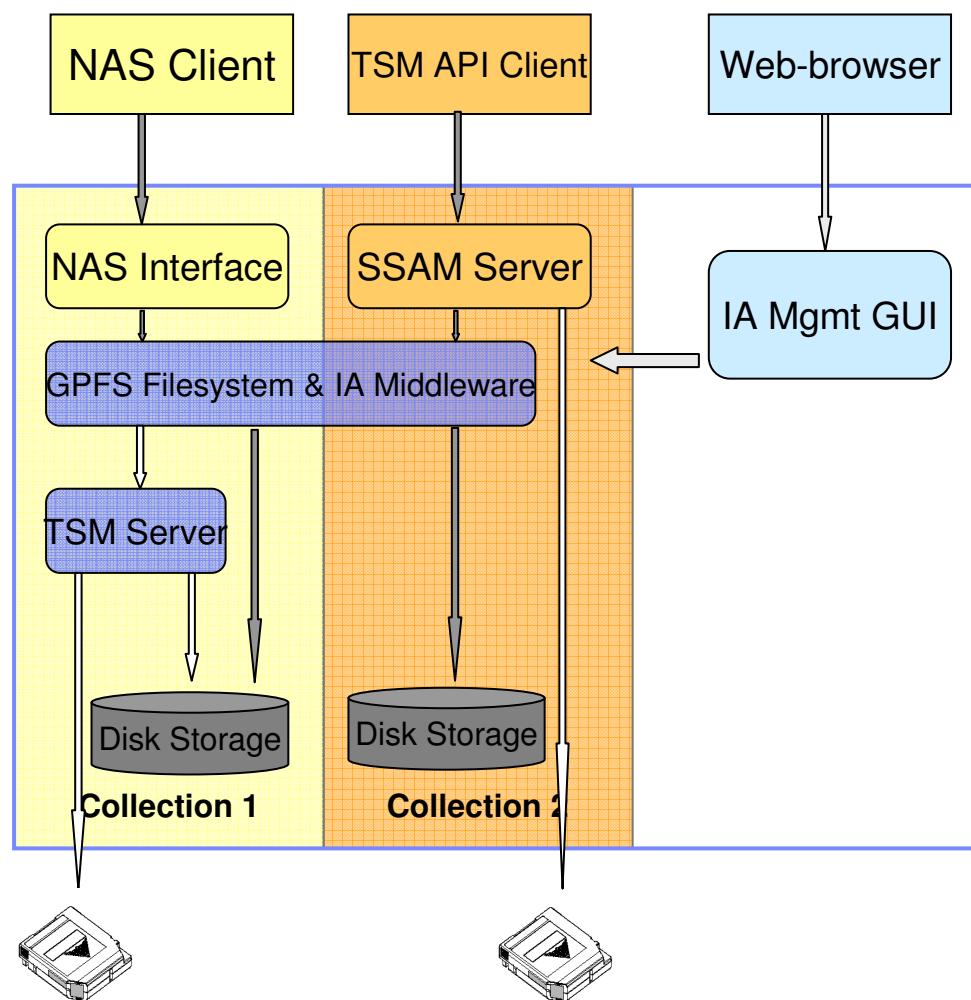 NAS Client
TSM API Client
Web-browser
NAS Interface
SSAM Server
IA Mgmt GUI
GPFS Filesystem & IA Middleware
TSM Server
Disk Storage
Disk Storage
Collection 1
Collection 2